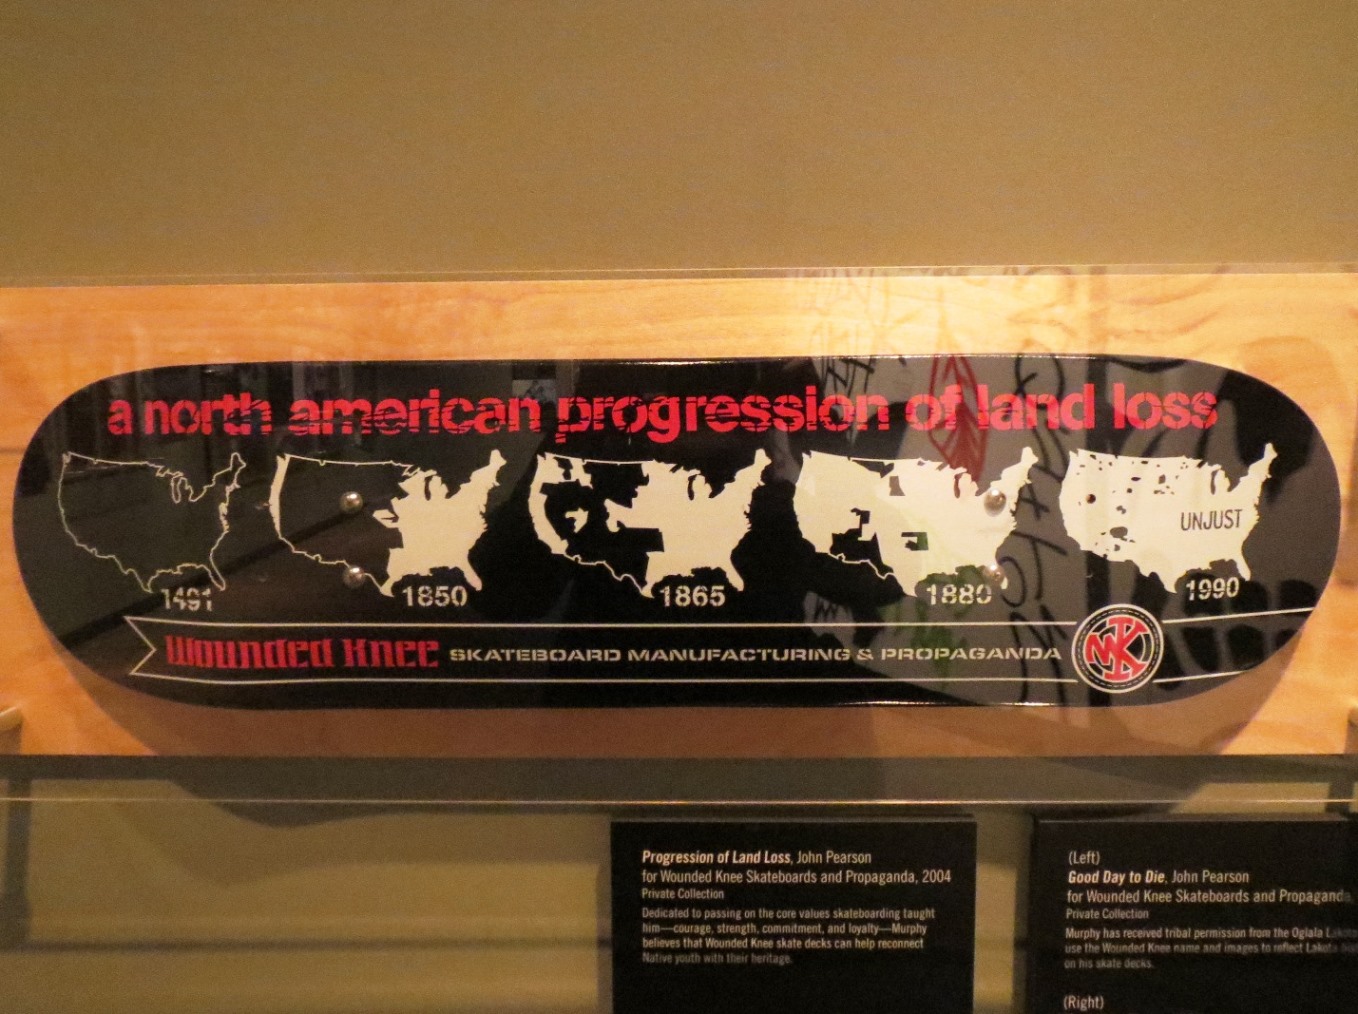 a north american progression of land loss
1491
1850
1865
1880
1990
UNJUST
Wounded Knee SKATEBOARD MANUFACTURING & PROPAGANDA
WK
Progression of Land Loss, John Pearson
for Wounded Knee Skateboards and Propaganda, 2004
Private Collection
Dedicated to passing on the core values skateboarding taught
him—courage, strength, commitment, and loyalty—Murphy
believes that Wounded Knee skate decks can help reconnect
Native youth with their heritage.
(Left)
Good Day to Die, John Pearson
for Wounded Knee Skateboards and Propaganda,
Private Collection
Murphy has received tribal permission from the Oglala Lakota
use the Wounded Knee name and images to reflect Lakota
on his skate decks.
(Right)